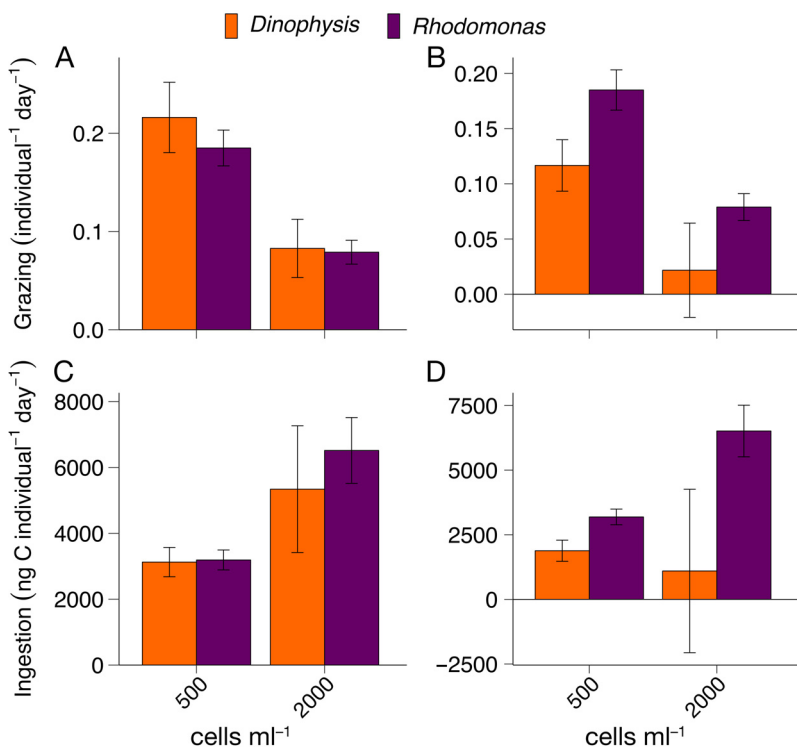 Dinophysis Rhodomonas
A
B
Grazing (individual⁻¹ day⁻¹)
0.2
0.1
0.0
0.20
0.15
0.10
0.05
0.00
C
D
Ingestion (ng C individual⁻¹ day⁻¹)
8000
6000
4000
2000
0
7500
5000
2500
0
−2500
500 2000
500 2000
cells ml⁻¹
cells ml⁻¹